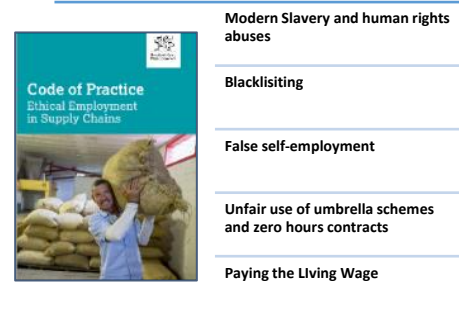 Code of Practice
Ethical Employment
in Supply Chains
Modern Slavery and human rights
abuses
Blacklisiting
False self-employment
Unfair use of umbrella schemes
and zero hours contracts
Paying the LIving Wage